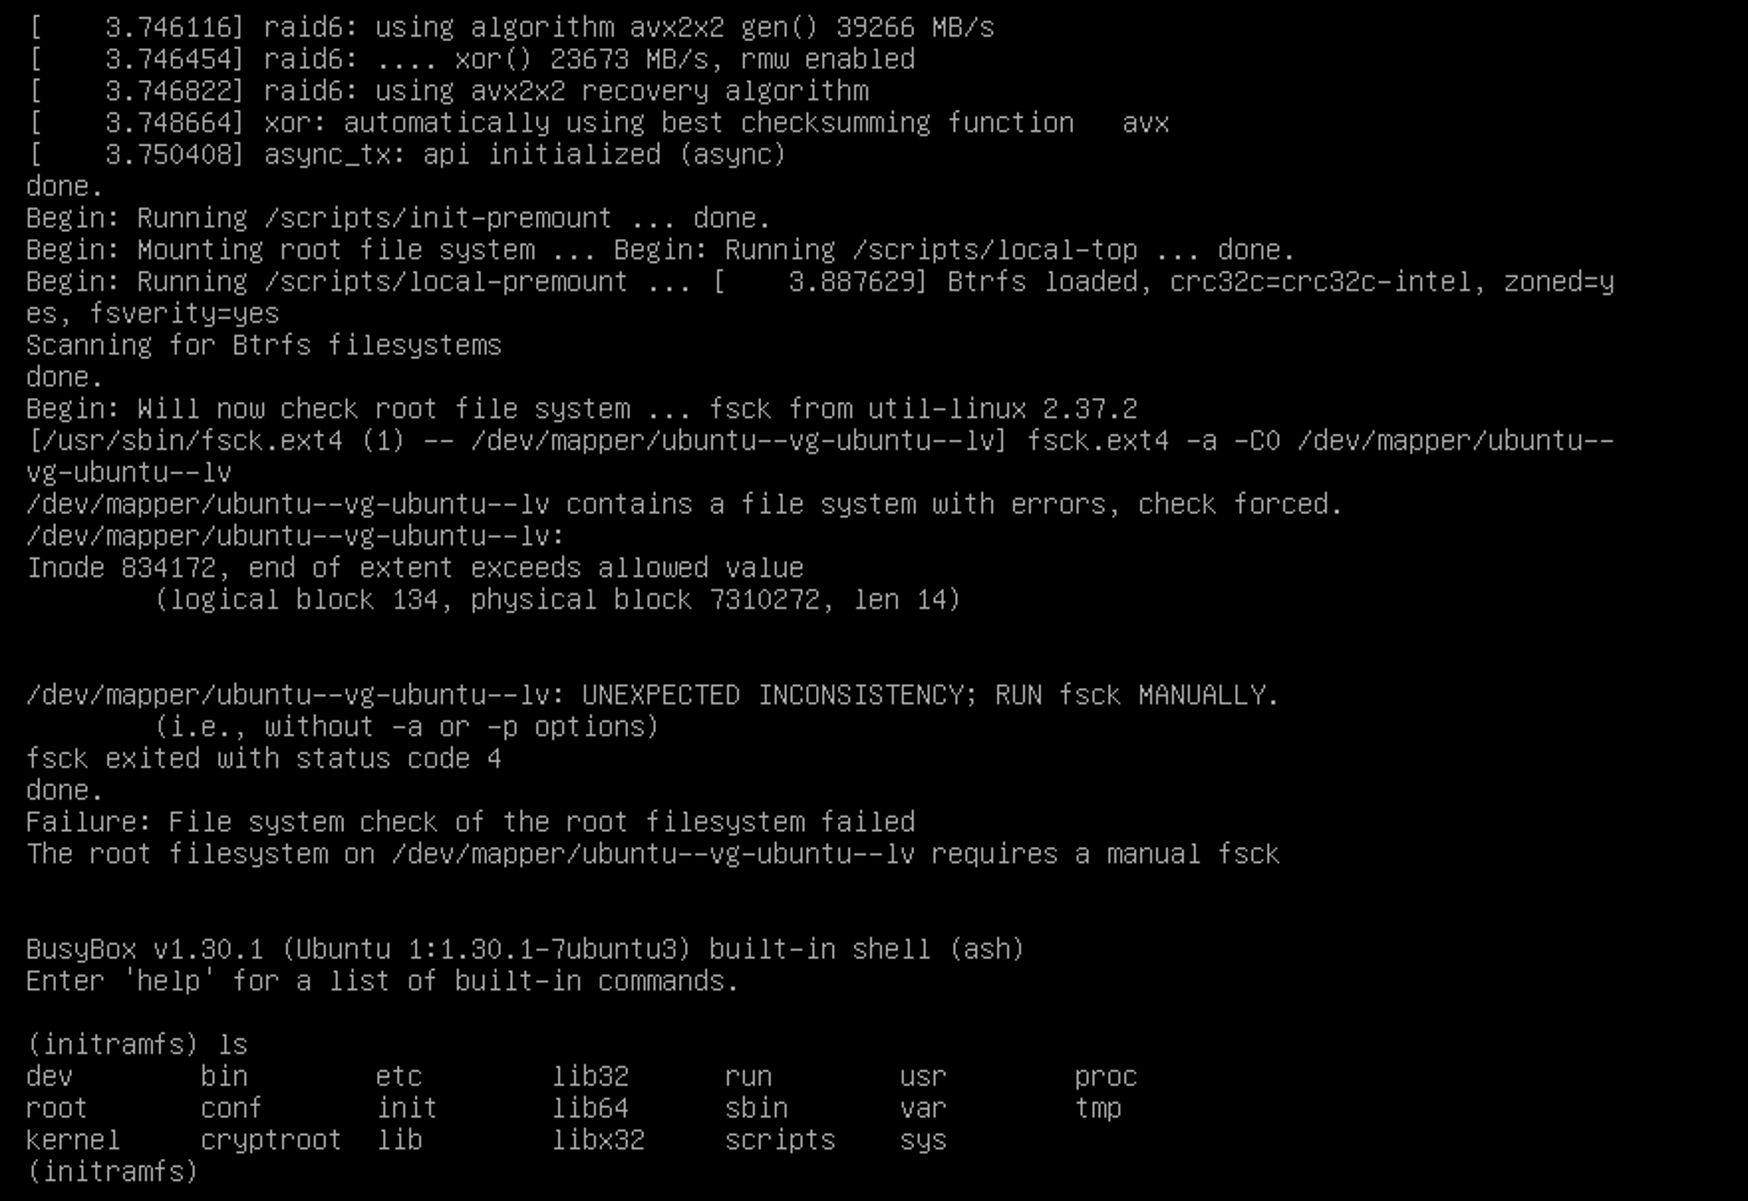 [    3.746116] raid6: using algorithm avx2x2 gen() 39266 MB/s
[    3.746454] raid6: .... xor() 23673 MB/s, rmw enabled
[    3.746822] raid6: using avx2x2 recovery algorithm
[    3.748664] xor: automatically using best checksumming function   avx
[    3.750408] async_tx: api initialized (async)
done.
Begin: Running /scripts/init-premount ... done.
Begin: Mounting root file system ... Begin: Running /scripts/local-top ... done.
Begin: Running /scripts/local-premount ... [    3.887629] Btrfs loaded, crc32c=crc32c-intel, zoned=y
es, fsverity=yes
Scanning for Btrfs filesystems
done.
Begin: Will now check root file system ... fsck from util-linux 2.37.2
[/usr/sbin/fsck.ext4 (1) -- /dev/mapper/ubuntu--vg-ubuntu--lv] fsck.ext4 -a -C0 /dev/mapper/ubuntu--
vg-ubuntu--lv
/dev/mapper/ubuntu--vg-ubuntu--lv contains a file system with errors, check forced.
/dev/mapper/ubuntu--vg-ubuntu--lv:
Inode 834172, end of extent exceeds allowed value
        (logical block 134, physical block 7310272, len 14)
/dev/mapper/ubuntu--vg-ubuntu--lv: UNEXPECTED INCONSISTENCY; RUN fsck MANUALLY.
        (i.e., without -a or -p options)
fsck exited with status code 4
done.
Failure: File system check of the root filesystem failed
The root filesystem on /dev/mapper/ubuntu--vg-ubuntu--lv requires a manual fsck
BusyBox v1.30.1 (Ubuntu 1:1.30.1-7ubuntu3) built-in shell (ash)
Enter 'help' for a list of built-in commands.
(initramfs) ls
dev        bin        etc        lib32      run        usr        proc
root       conf       init       lib64      sbin       var        tmp
kernel     cryptroot  lib        libx32     scripts    sys
(initramfs)